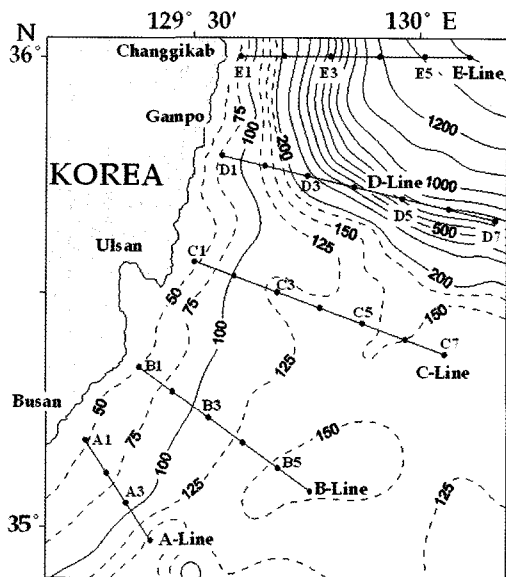 129° 30′ 130° E
N
36°
Changgikab
E1 E3 E5 E-Line
Gampo
75
100
200
1200
KOREA
D1
D3
D-Line
1000
D5
500
D7
Ulsan
C1
150
125
200
50
75
C3
100
C5
150
C7
C-Line
B1
125
Busan
50
75
B3
150
A1
100
B5
125
125
B-Line
A3
35°
A-Line